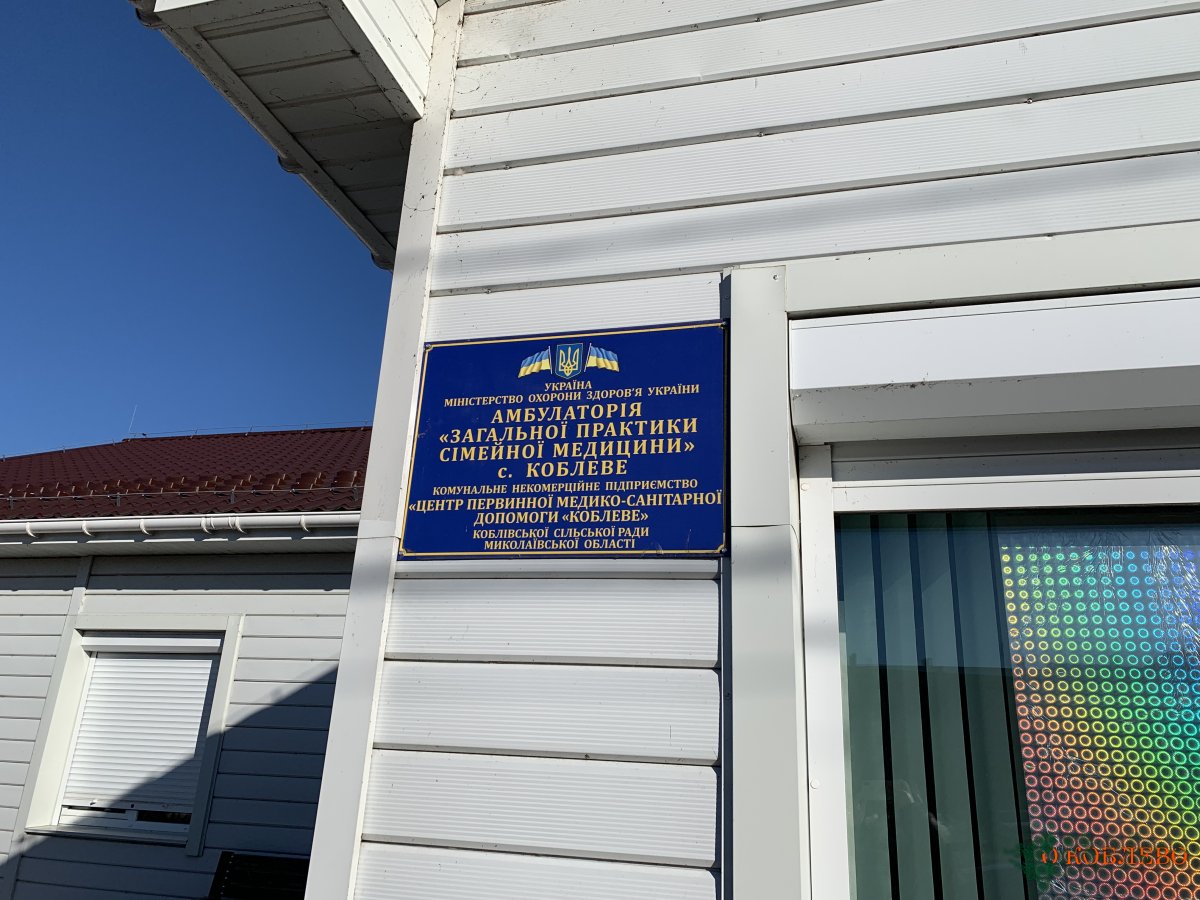 УКРАЇНА
МІНІСТЕРСТВО ОХОРОНИ ЗДОРОВ'Я УКРАЇНИ
АМБУЛАТОРІЯ
«ЗАГАЛЬНОЇ ПРАКТИКИ
СІМЕЙНОЇ МЕДИЦИНИ»
с. КОБЛЕВЕ
КОМУНАЛЬНЕ НЕКОМЕРЦІЙНЕ ПІДПРИЄМСТВО
«ЦЕНТР ПЕРВИННОЇ МЕДИКО-САНІТАРНОЇ
ДОПОМОГИ «КОБЛЕВЕ»
КОБЛІВСЬКОЇ СІЛЬСЬКОЇ РАДИ
МИКОЛАЇВСЬКОЇ ОБЛАСТІ